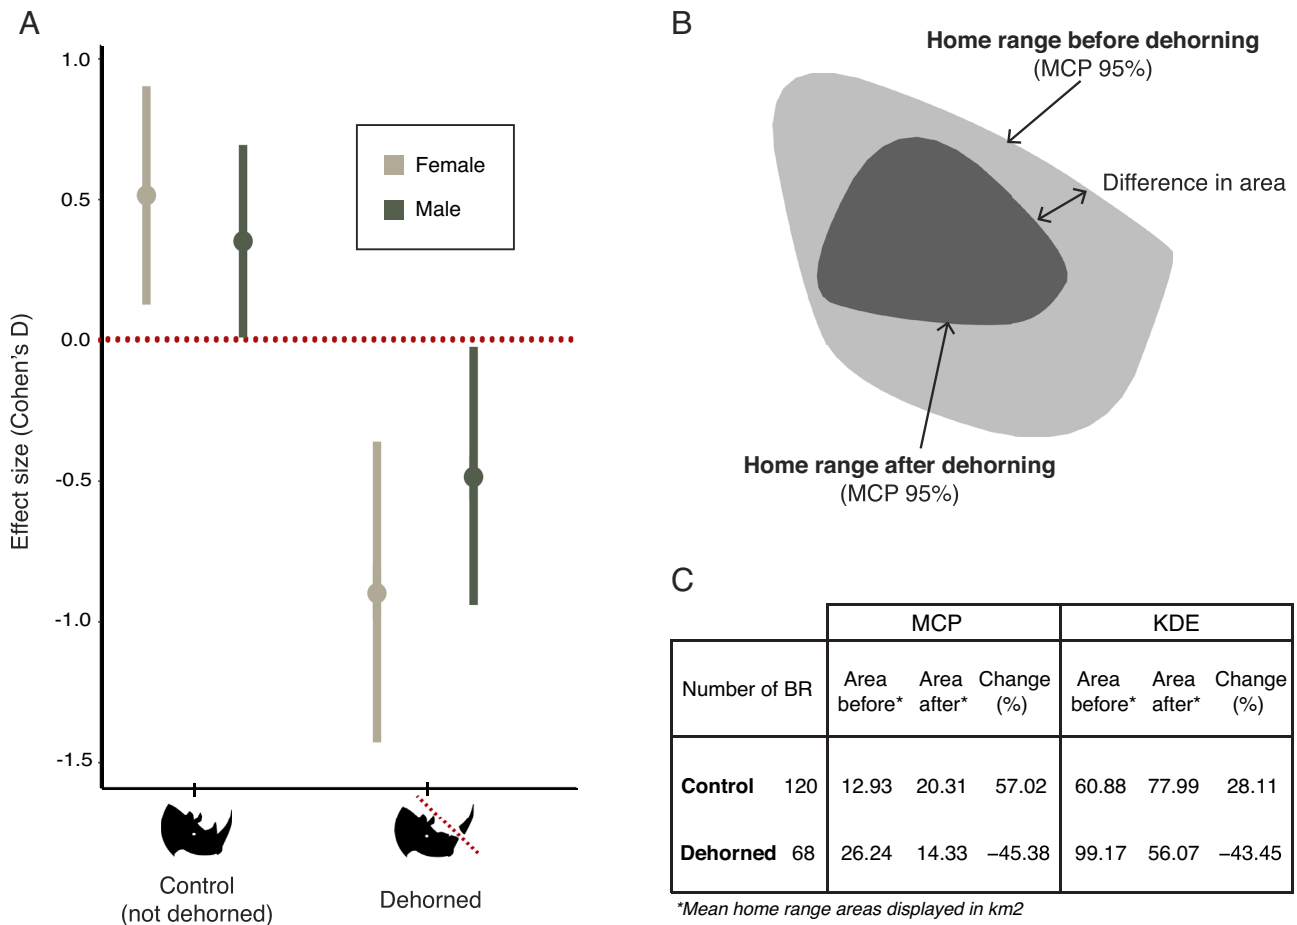 A
1.0
0.5
0.0
-0.5
-1.0
-1.5
Effect size (Cohen's D)
Female
Male
Control
(not dehorned)
Dehorned
B
Home range before dehorning
(MCP 95%)
Difference in area
Home range after dehorning
(MCP 95%)
C
MCP KDE
Number of BR Area before* Area after* Change (%) Area before* Area after* Change (%)
Control 120 12.93 20.31 57.02 60.88 77.99 28.11
Dehorned 68 26.24 14.33 −45.38 99.17 56.07 −43.45
*Mean home range areas displayed in km2